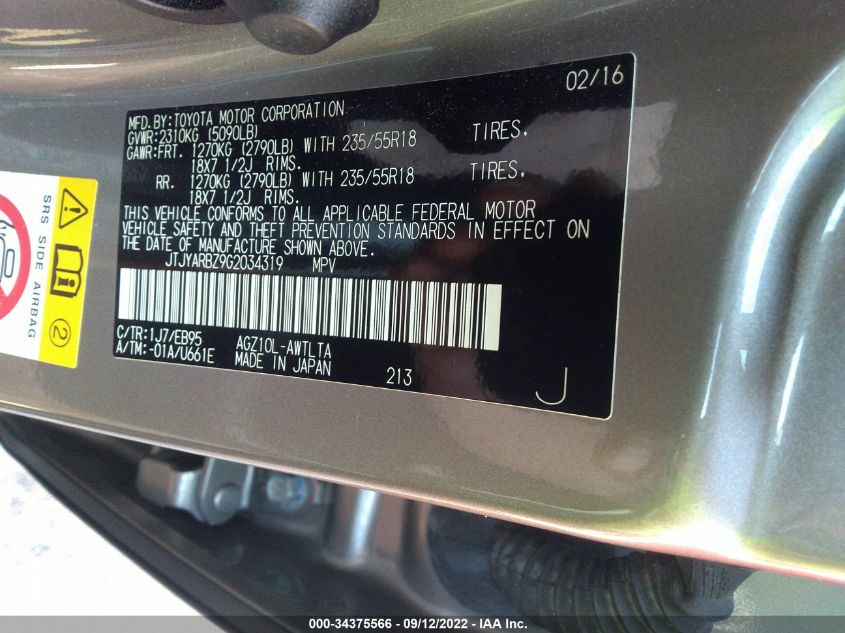 02/16
MFD.BY:TOYOTA MOTOR CORPORATION
GVWR:2310KG (5090LB)
GAWR:FRT. 1270KG (2790LB) WITH 235/55R18 TIRES,
18X7 1/2J RIMS.
RR. 1270KG (2790LB) WITH 235/55R18 TIRES,
18X7 1/2J RIMS.
THIS VEHICLE CONFORMS TO ALL APPLICABLE FEDERAL MOTOR
VEHICLE SAFETY AND THEFT PREVENTION STANDARDS IN EFFECT ON
THE DATE OF MANUFACTURE SHOWN ABOVE.
JTJYARBZ9G2034319 MPV
C/TR:1J7/EB95 AGZ10L-AWTLTA
A/TM:-01A/U661E MADE IN JAPAN
213
J
SRS SIDE AIRBAG
2
000-34375566 - 09/12/2022 - IAA Inc.